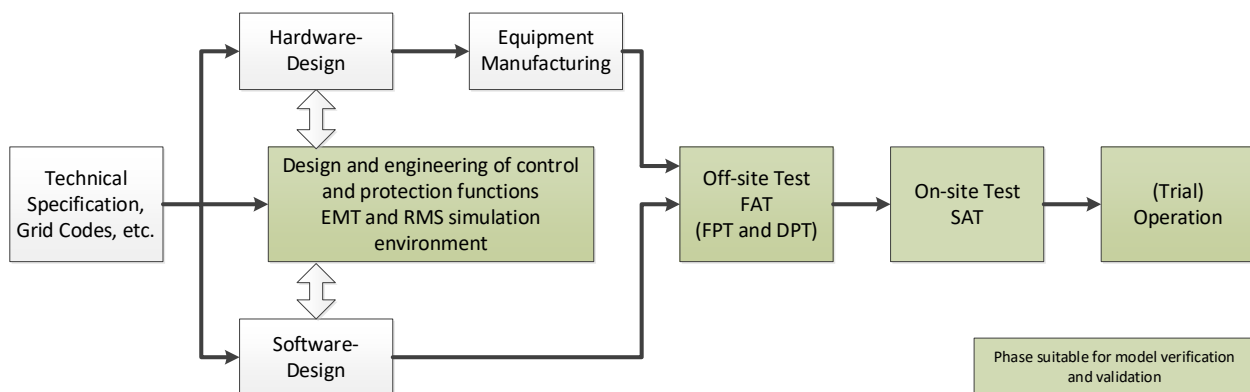 Hardware-
Design
Equipment
Manufacturing
Technical
Specification,
Grid Codes, etc.
Design and engineering of control
and protection functions
EMT and RMS simulation
environment
Off-site Test
FAT
(FPT and DPT)
On-site Test
SAT
(Trial)
Operation
Software-
Design
Phase suitable for model verification
and validation